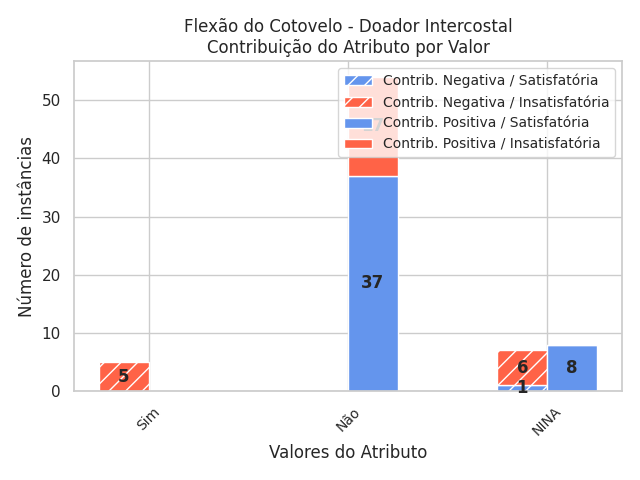 Flexão do Cotovelo - Doador Intercostal
Contribuição do Atributo por Valor
Contrib. Negativa / Satisfatória
Contrib. Negativa / Insatisfatória
Contrib. Positiva / Satisfatória
Contrib. Positiva / Insatisfatória
Número de instâncias
50
40
30
20
10
0
5
37
6
1
8
Sim
Não
NINA
Valores do Atributo